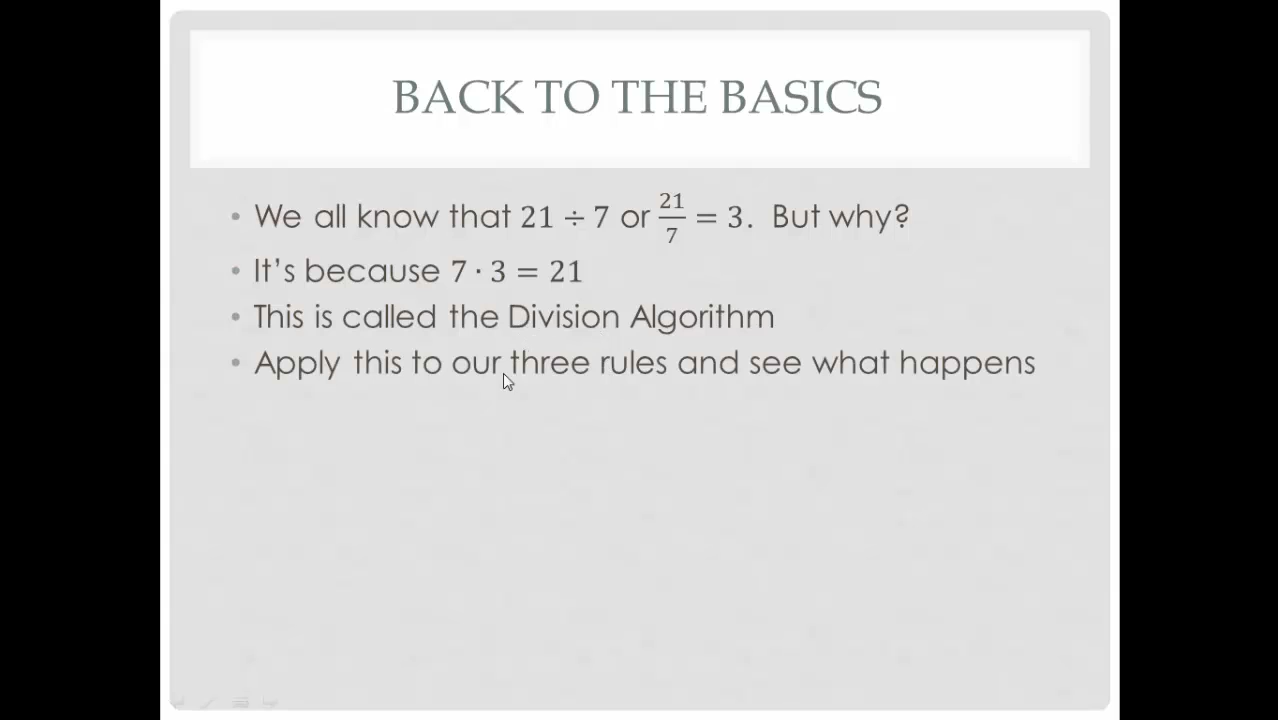 BACK TO THE BASICS
• We all know that 21 ÷ 7 or 21/7 = 3. But why?
• It's because 7 · 3 = 21
• This is called the Division Algorithm
• Apply this to our three rules and see what happens